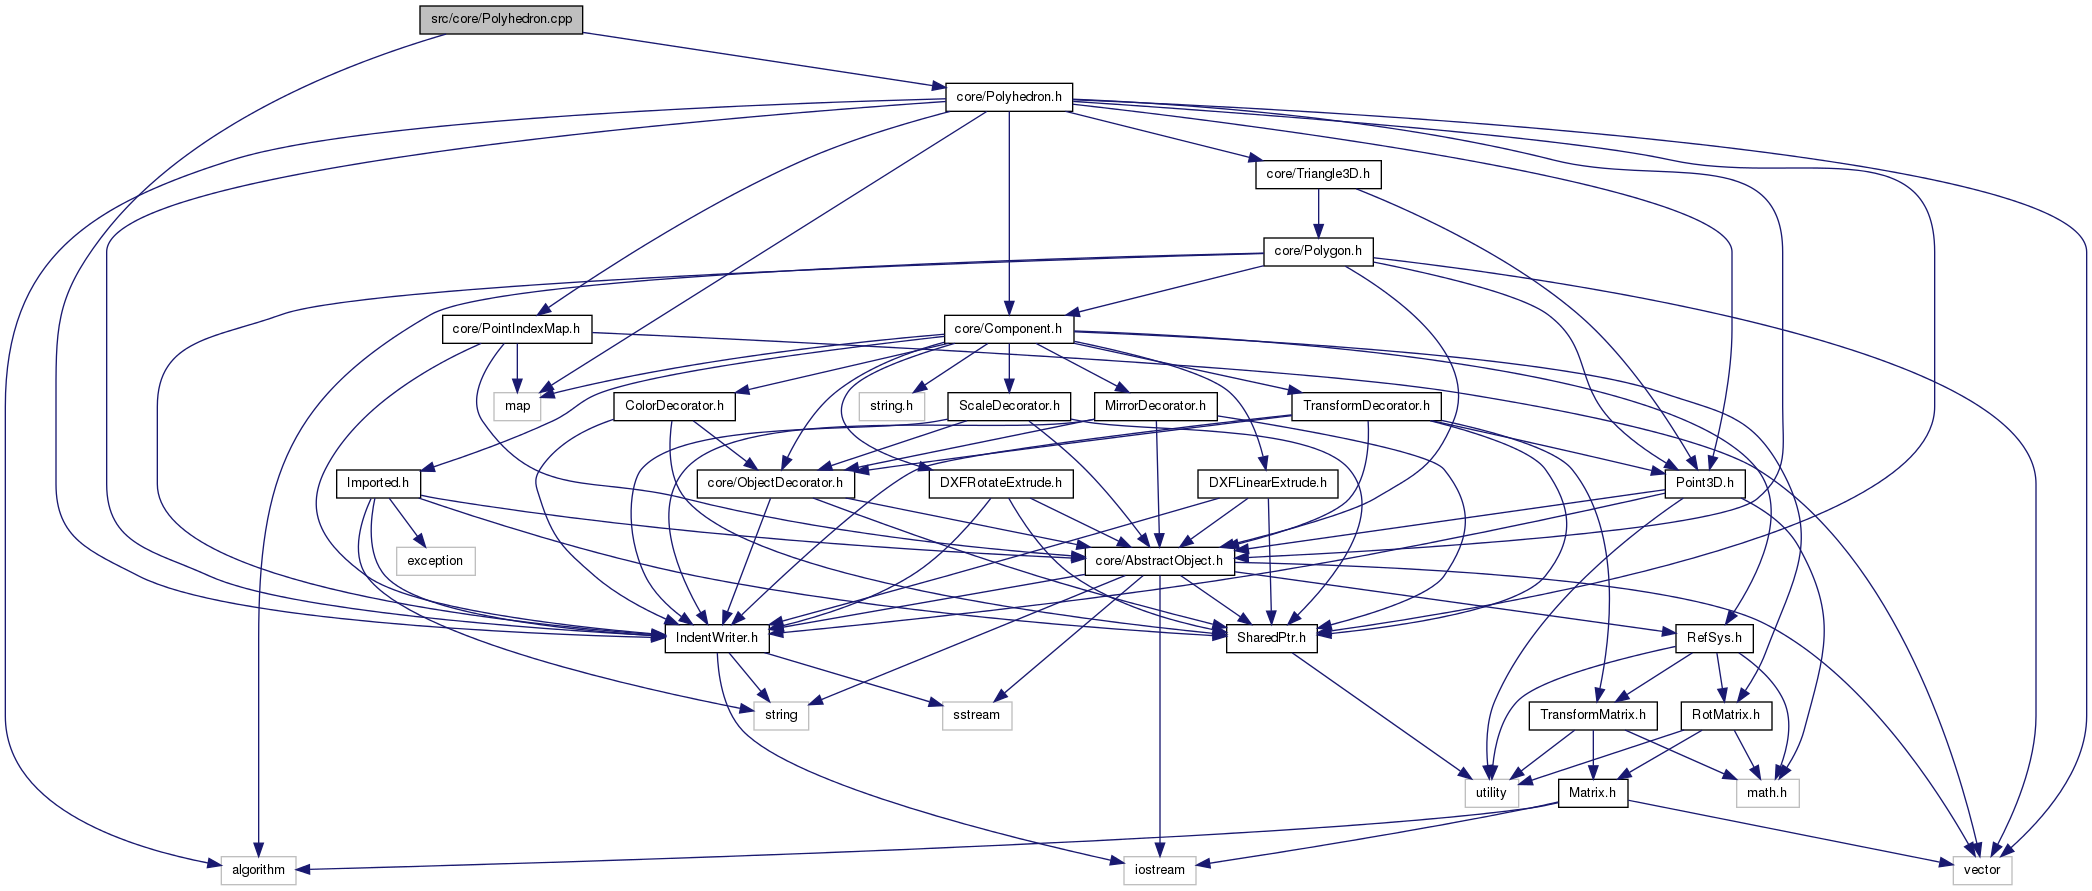 src/core/Polyhedron.cpp
core/Polyhedron.h
core/Triangle3D.h
core/Polygon.h
core/PointIndexMap.h
core/Component.h
map
ColorDecorator.h
string.h
ScaleDecorator.h
MirrorDecorator.h
TransformDecorator.h
Imported.h
core/ObjectDecorator.h
DXFRotateExtrude.h
DXFLinearExtrude.h
Point3D.h
exception
core/AbstractObject.h
IndentWriter.h
SharedPtr.h
RefSys.h
string
sstream
TransformMatrix.h
RotMatrix.h
utility
Matrix.h
math.h
algorithm
iostream
vector